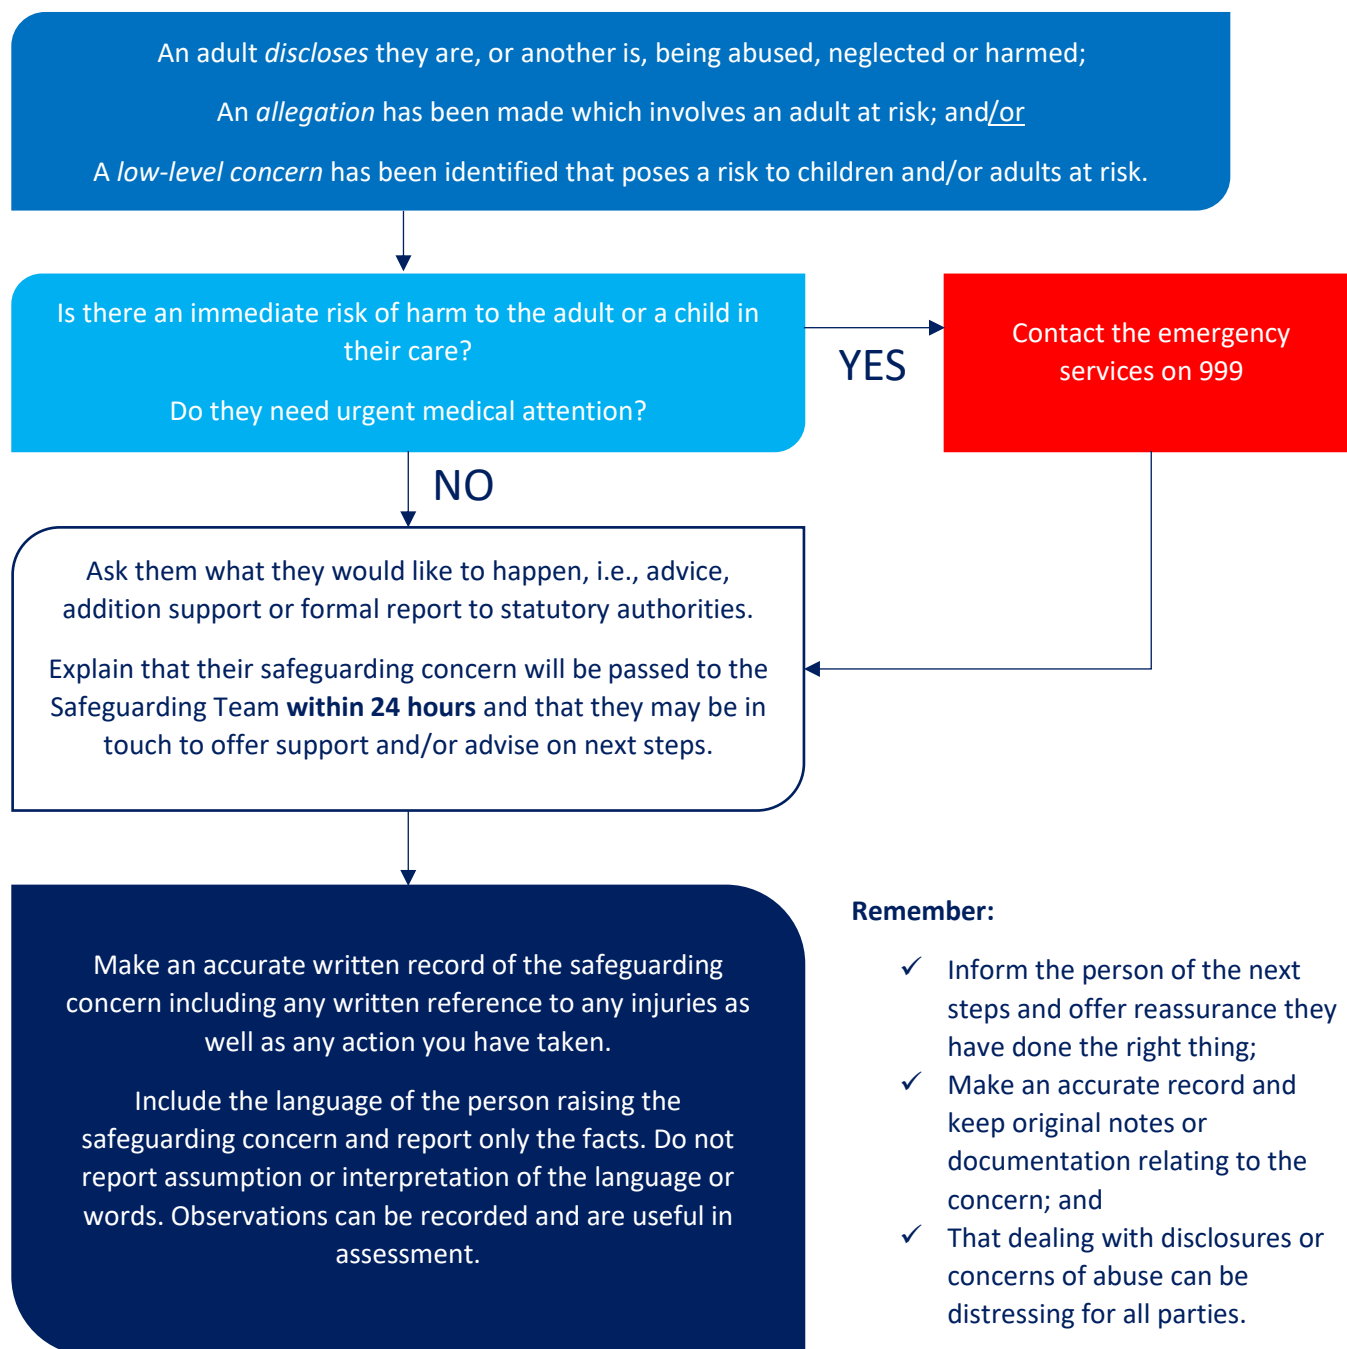 An adult discloses they are, or another is, being abused, neglected or harmed;
An allegation has been made which involves an adult at risk; and/or
A low-level concern has been identified that poses a risk to children and/or adults at risk.
Is there an immediate risk of harm to the adult or a child in
their care?
Do they need urgent medical attention?
YES
Contact the emergency
services on 999
NO
Ask them what they would like to happen, i.e., advice,
addition support or formal report to statutory authorities.
Explain that their safeguarding concern will be passed to the
Safeguarding Team within 24 hours and that they may be in
touch to offer support and/or advise on next steps.
Make an accurate written record of the safeguarding
concern including any written reference to any injuries as
well as any action you have taken.
Include the language of the person raising the
safeguarding concern and report only the facts. Do not
report assumption or interpretation of the language or
words. Observations can be recorded and are useful in
assessment.
Remember:
✓ Inform the person of the next
steps and offer reassurance they
have done the right thing;
✓ Make an accurate record and
keep original notes or
documentation relating to the
concern; and
✓ That dealing with disclosures or
concerns of abuse can be
distressing for all parties.